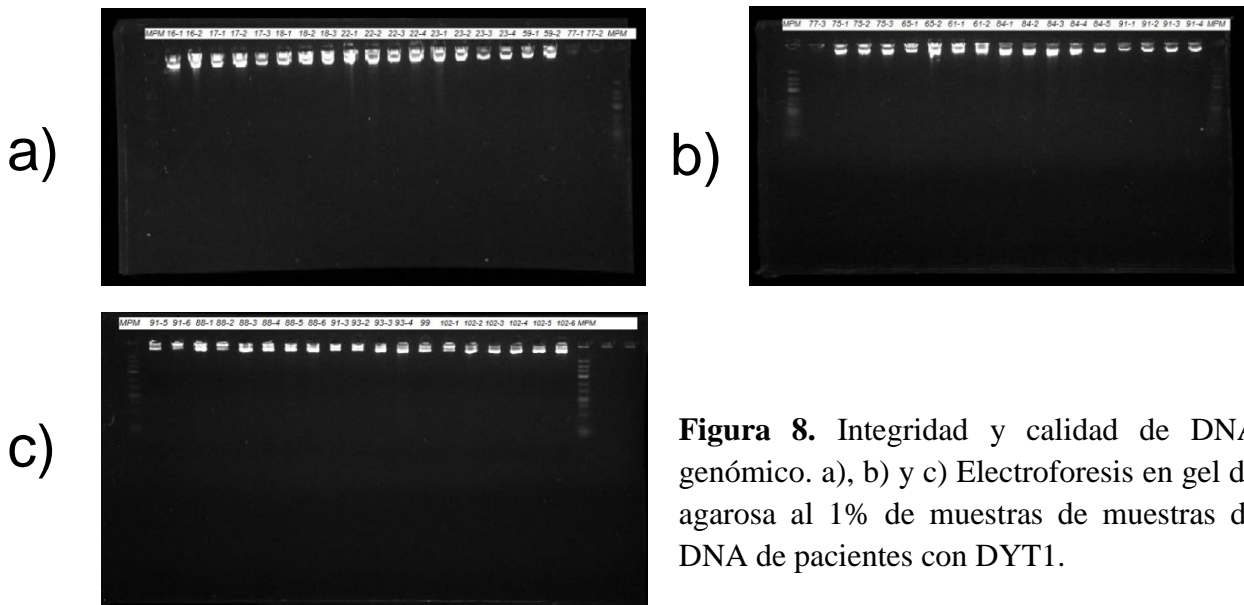 a)
MPM 16-1 16-2 17-1 17-2 17-3 18-1 18-2 18-3 22-1 22-2 22-3 22-4 23-1 23-2 23-3 23-4 59-1 59-2 77-1 77-2 MPM
b)
MPM 77-3 75-1 75-2 75-3 65-1 65-2 61-1 61-2 84-1 84-2 84-3 84-4 84-5 91-1 91-2 91-3 91-4 MPM
c)
MPM 91-5 91-6 88-1 88-2 88-3 88-4 88-5 88-6 91-3 93-2 93-3 93-4 99 102-1 102-2 102-3 102-4 102-5 102-6 MPM
Figura 8. Integridad y calidad de DNA
genómico. a), b) y c) Electroforesis en gel d
agarosa al 1% de muestras de muestras d
DNA de pacientes con DYT1.